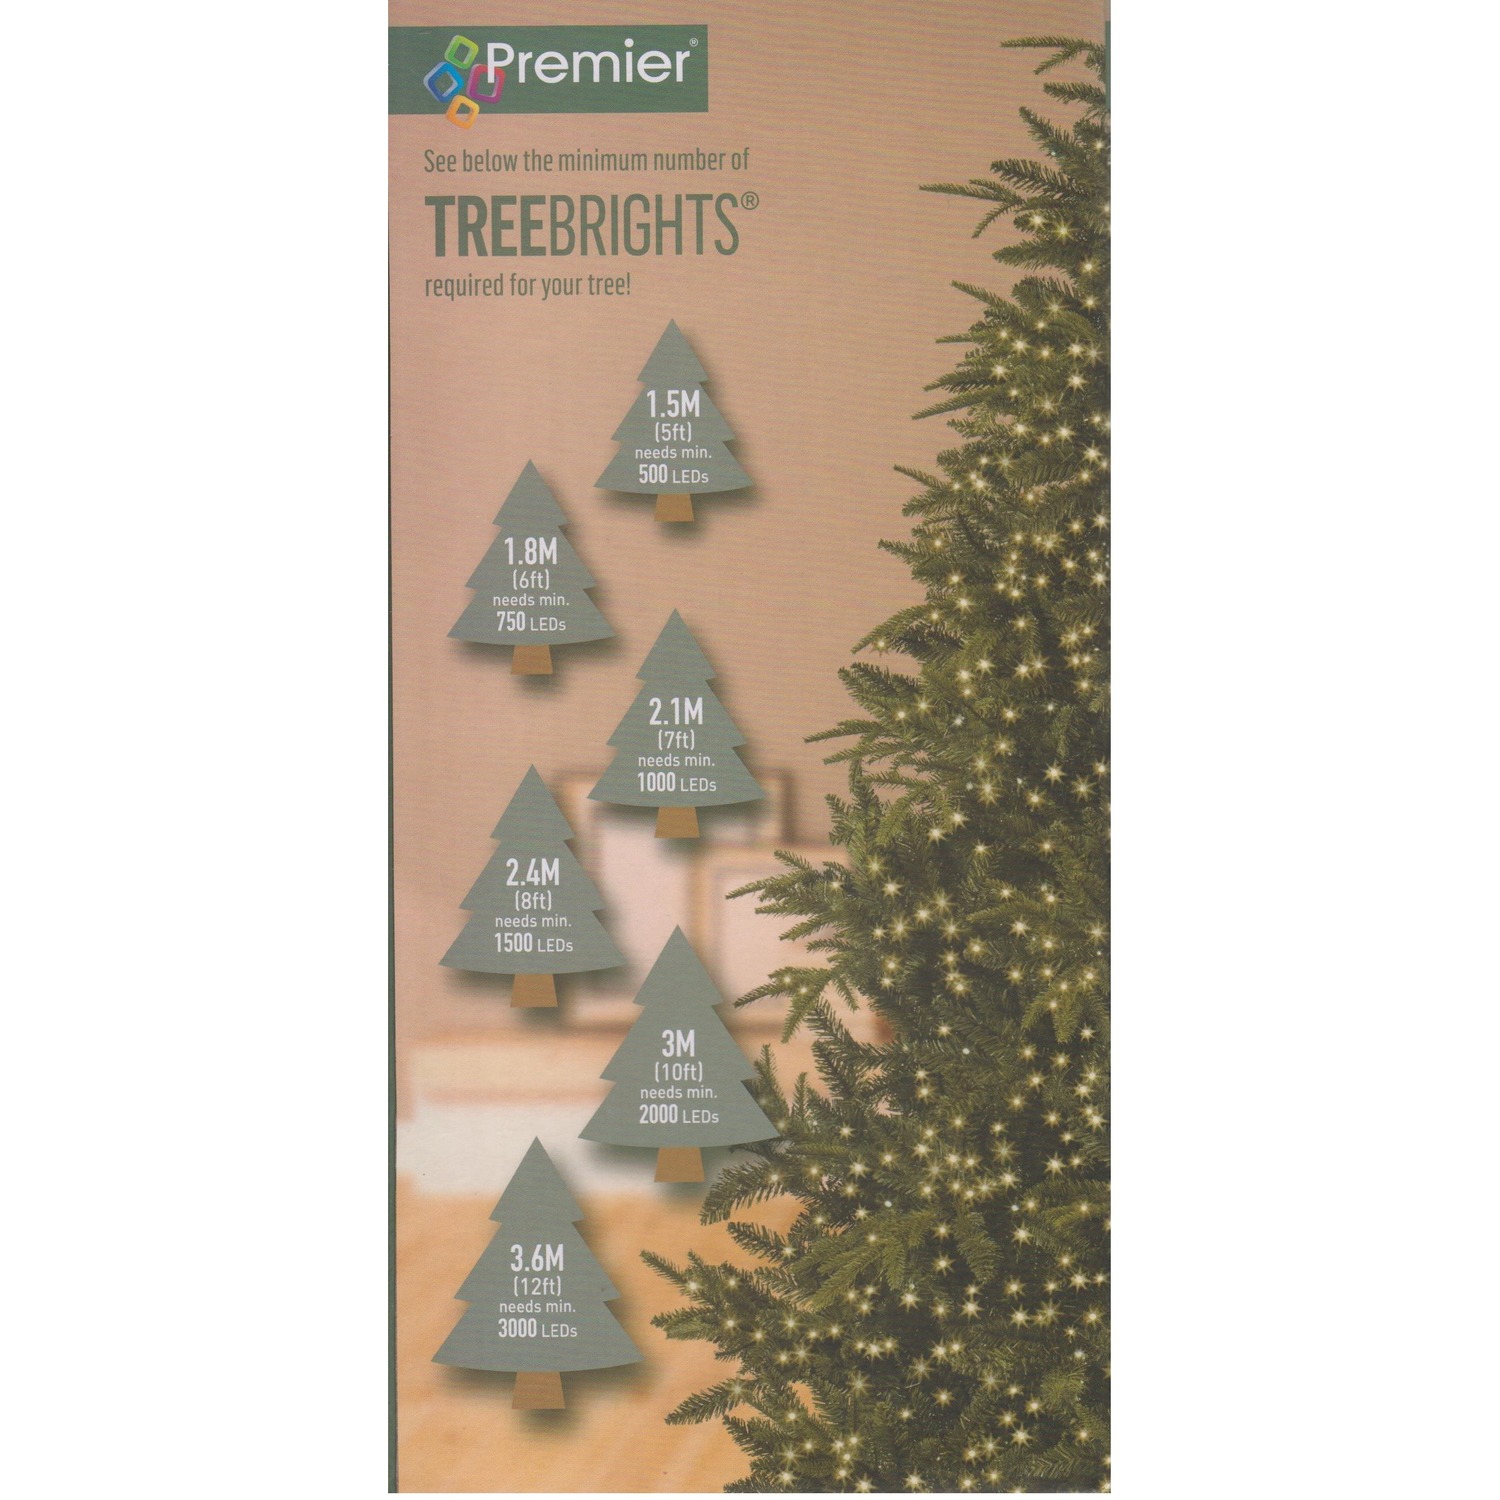 Premier®
See below the minimum number of
TREEBRIGHTS®
required for your tree!
1.5M
(5ft)
needs min.
500 LEDs
1.8M
(6ft)
needs min.
750 LEDs
2.1M
(7ft)
needs min.
1000 LEDs
2.4M
(8ft)
needs min.
1500 LEDs
3M
(10ft)
needs min.
2000 LEDs
3.6M
(12ft)
needs min.
3000 LEDs